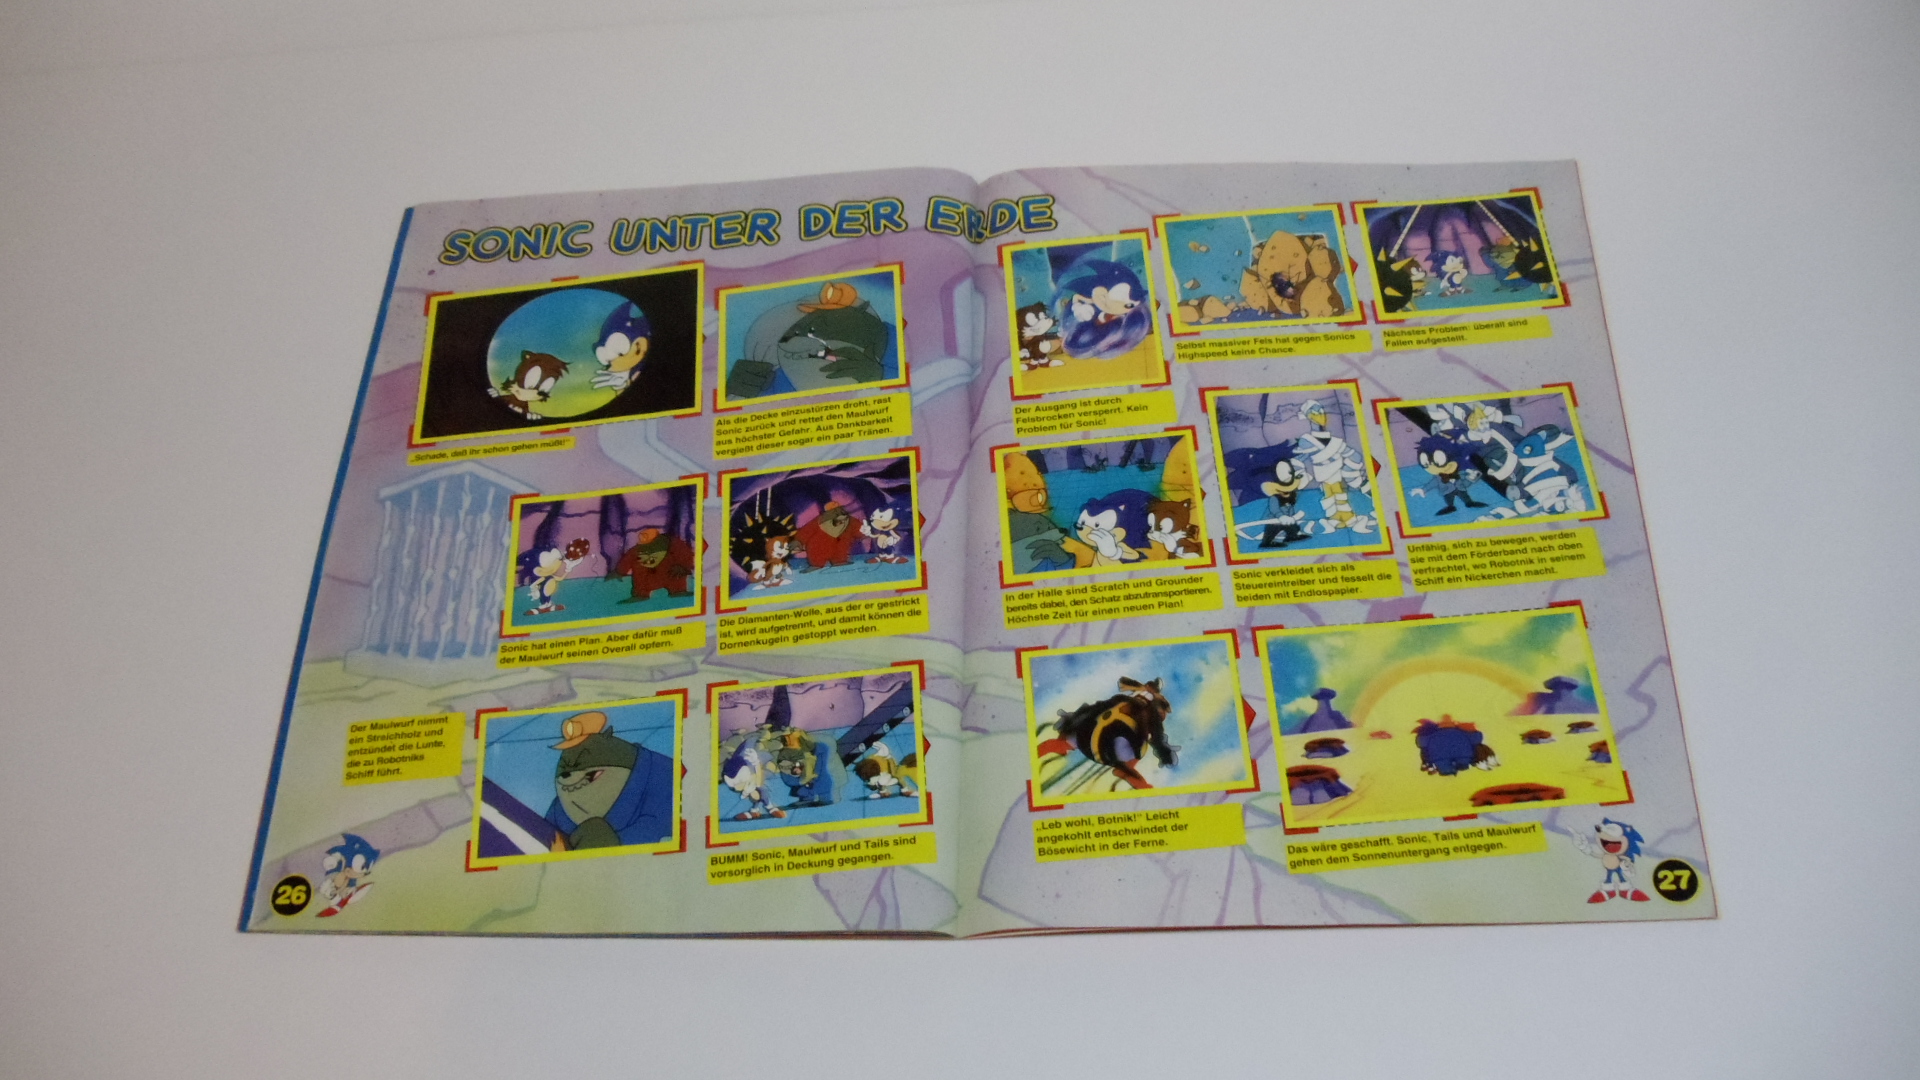 SONIC UNTER DER ERDE
„Schade, daß ihr schon gehen müßt!“
Als die Decke einzustürzen droht, rast
Sonic zurück und rettet den Maulwurf
aus höchster Gefahr. Aus Dankbarkeit
vergießt dieser sogar ein paar Tränen.
Sonic hat einen Plan. Aber dafür muß
der Maulwurf seinen Overall opfern.
Die Diamanten-Wolle, aus der er gestrickt
ist, wird aufgetrennt, und damit können die
Dornenkugeln gestoppt werden.
Der Maulwurf nimmt
ein Streichholz und
entzündet die Lunte,
die zu Robotniks
Schiff führt.
BUMM! Sonic, Maulwurf und Tails sind
vorsorglich in Deckung gegangen.
26
Der Ausgang ist durch
Felsbrocken versperrt. Kein
Problem für Sonic!
Selbst massiver Fels hat gegen Sonics
Highspeed keine Chance.
Nächstes Problem: überall sind
Fallen aufgestellt.
In der Halle sind Scratch und Grounder
bereits dabei, den Schatz abzutransportieren.
Höchste Zeit für einen neuen Plan!
Sonic verkleidet sich als
Steuereintreiber und fesselt die
beiden mit Endlospapier.
Unfähig, sich zu bewegen, werden
sie mit dem Förderband nach oben
verfrachtet, wo Robotnik in seinem
Schiff ein Nickerchen macht.
„Leb wohl, Botnik!“ Leicht
angekohlt entschwindet der
Bösewicht in der Ferne.
Das wäre geschafft. Sonic, Tails und Maulwurf
gehen dem Sonnenuntergang entgegen.
27